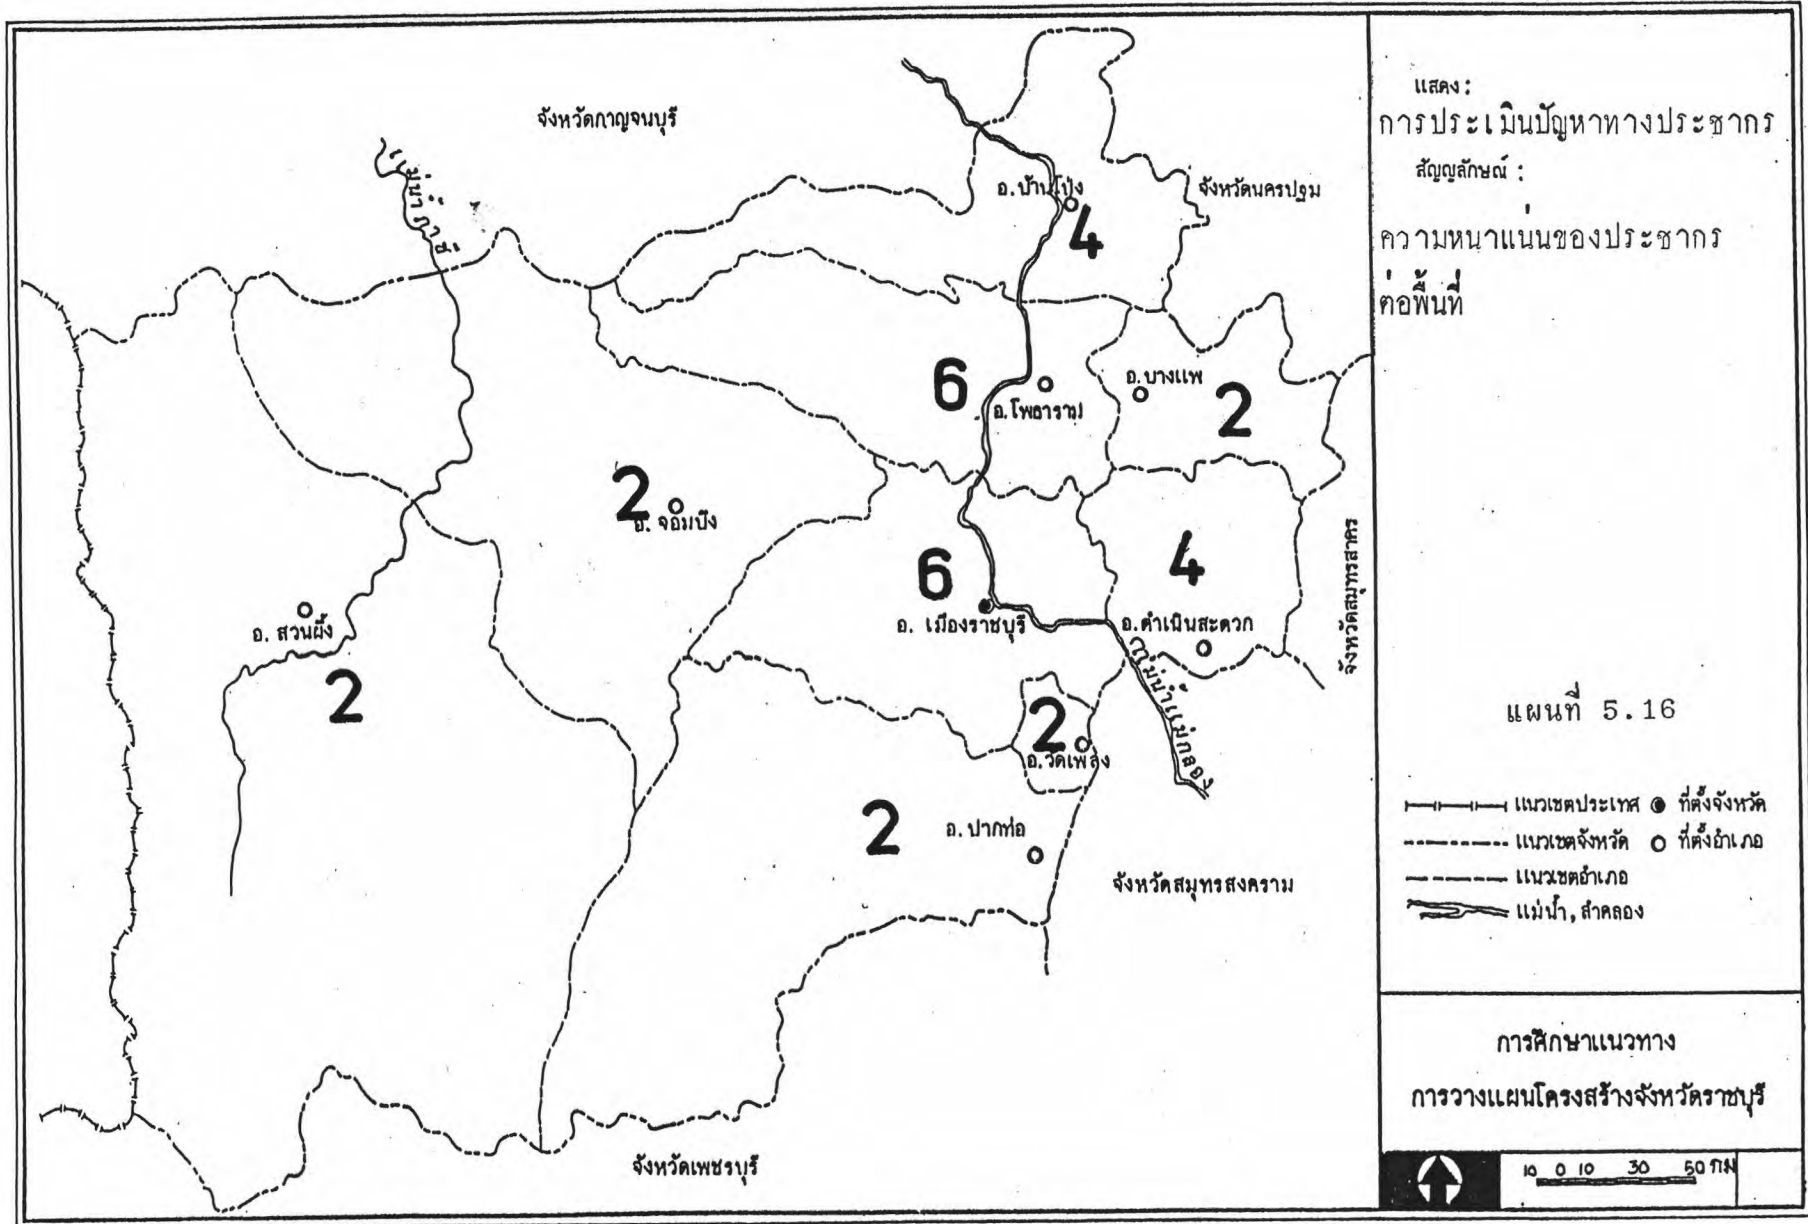 จังหวัดกาญจนบุรี
แม่น้ำภาชี
อ.บ้านโป่ง
4
จังหวัดนครปฐม
6
อ.โพธาราม
อ.บางแพ
2
2
อ. จอมบึง
6
อ. เมืองราชบุรี
4
อ.ดำเนินสะดวก
จังหวัดสมุทรสาคร
อ. สวนผึ้ง
2
แม่น้ำแม่กลอง
2
อ.วัดเพลง
2
อ. ปากท่อ
จังหวัดสมุทรสงคราม
จังหวัดเพชรบุรี
แสดง :
การประเมินปัญหาทางประชากร
สัญญลักษณ์ :
ความหนาแน่นของประชากร
ต่อพื้นที่
แผนที่ 5.16
แนวเขตประเทศ ที่ตั้งจังหวัด
แนวเขตจังหวัด ที่ตั้งอำเภอ
แนวเขตอำเภอ
แม่น้ำ, ลำคลอง
การศึกษาแนวทาง
การวางแผนโครงสร้างจังหวัดราชบุรี
10 0 10 30 50 กม